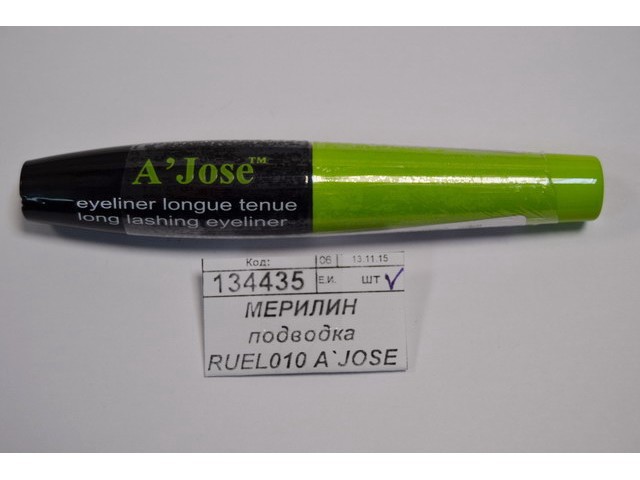 A'Jose™
eyeliner longue tenue
long lashing eyeliner
Код: 06 13.11.15
134435 Е.И. шт
МЕРИЛИН
подводка
RUEL010 A`JOSE